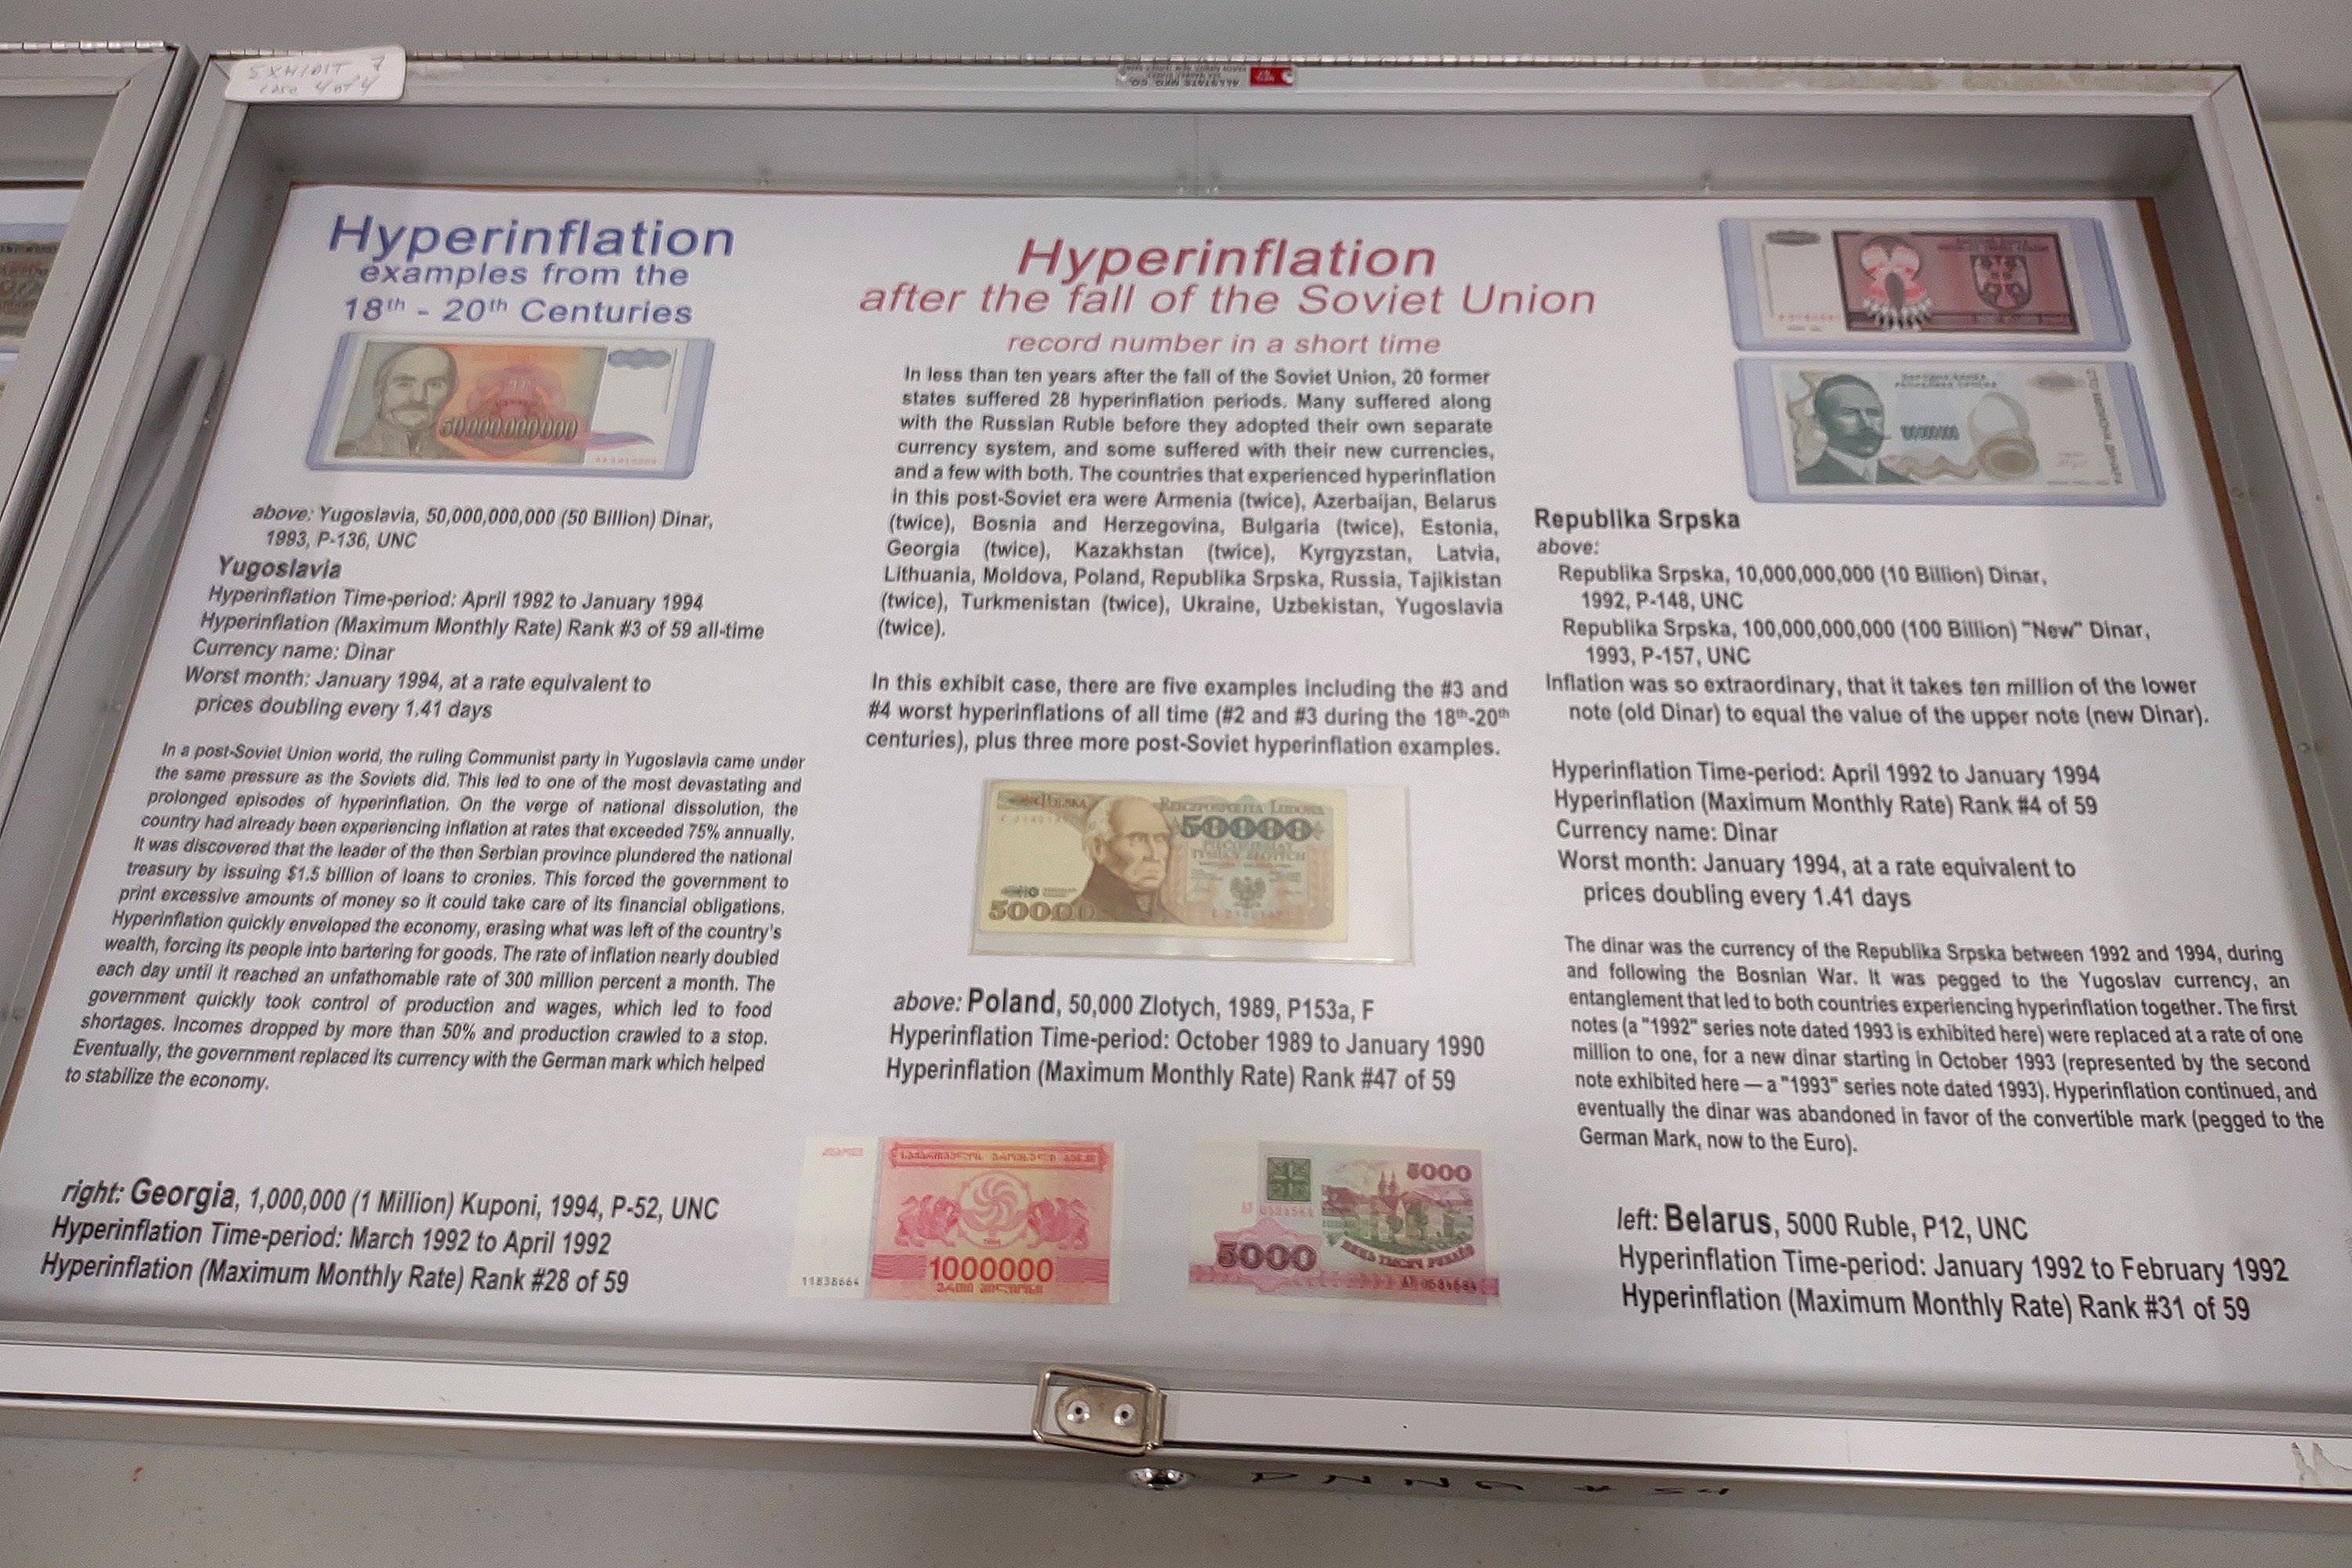 EXHIBIT 7
case 4 of 4
Hyperinflation
examples from the
18th - 20th Centuries
50000000000
above: Yugoslavia, 50,000,000,000 (50 Billion) Dinar,
1993, P-136, UNC
Yugoslavia
Hyperinflation Time-period: April 1992 to January 1994
Hyperinflation (Maximum Monthly Rate) Rank #3 of 59 all-time
Currency name: Dinar
Worst month: January 1994, at a rate equivalent to
prices doubling every 1.41 days
In a post-Soviet Union world, the ruling Communist party in Yugoslavia came under
the same pressure as the Soviets did. This led to one of the most devastating and
prolonged episodes of hyperinflation. On the verge of national dissolution, the
country had already been experiencing inflation at rates that exceeded 75% annually.
It was discovered that the leader of the then Serbian province plundered the national
treasury by issuing $1.5 billion of loans to cronies. This forced the government to
print excessive amounts of money so it could take care of its financial obligations.
Hyperinflation quickly enveloped the economy, erasing what was left of the country's
wealth, forcing its people into bartering for goods. The rate of inflation nearly doubled
each day until it reached an unfathomable rate of 300 million percent a month. The
government quickly took control of production and wages, which led to food
shortages. Incomes dropped by more than 50% and production crawled to a stop.
Eventually, the government replaced its currency with the German mark which helped
to stabilize the economy.
right: Georgia, 1,000,000 (1 Million) Kuponi, 1994, P-52, UNC
Hyperinflation Time-period: March 1992 to April 1992
Hyperinflation (Maximum Monthly Rate) Rank #28 of 59
Hyperinflation
after the fall of the Soviet Union
record number in a short time
In less than ten years after the fall of the Soviet Union, 20 former
states suffered 28 hyperinflation periods. Many suffered along
with the Russian Ruble before they adopted their own separate
currency system, and some suffered with their new currencies,
and a few with both. The countries that experienced hyperinflation
in this post-Soviet era were Armenia (twice), Azerbaijan, Belarus
(twice), Bosnia and Herzegovina, Bulgaria (twice), Estonia,
Georgia (twice), Kazakhstan (twice), Kyrgyzstan, Latvia,
Lithuania, Moldova, Poland, Republika Srpska, Russia, Tajikistan
(twice), Turkmenistan (twice), Ukraine, Uzbekistan, Yugoslavia
(twice).
In this exhibit case, there are five examples including the #3 and
#4 worst hyperinflations of all time (#2 and #3 during the 18th-20th
centuries), plus three more post-Soviet hyperinflation examples.
RZECZPOSPOLITA LUDOWA
50000
50000
above: Poland, 50,000 Zlotych, 1989, P153a, F
Hyperinflation Time-period: October 1989 to January 1990
Hyperinflation (Maximum Monthly Rate) Rank #47 of 59
1000000
11838664
5000
5000
ПЯЦЬ ТЫСЯЧ РУБЛЁЎ
Republika Srpska
above:
Republika Srpska, 10,000,000,000 (10 Billion) Dinar,
1992, P-148, UNC
Republika Srpska, 100,000,000,000 (100 Billion) "New" Dinar,
1993, P-157, UNC
Inflation was so extraordinary, that it takes ten million of the lower
note (old Dinar) to equal the value of the upper note (new Dinar).
Hyperinflation Time-period: April 1992 to January 1994
Hyperinflation (Maximum Monthly Rate) Rank #4 of 59
Currency name: Dinar
Worst month: January 1994, at a rate equivalent to
prices doubling every 1.41 days
The dinar was the currency of the Republika Srpska between 1992 and 1994, during
and following the Bosnian War. It was pegged to the Yugoslav currency, an
entanglement that led to both countries experiencing hyperinflation together. The first
notes (a "1992" series note dated 1993 is exhibited here) were replaced at a rate of one
million to one, for a new dinar starting in October 1993 (represented by the second
note exhibited here — a "1993" series note dated 1993). Hyperinflation continued, and
eventually the dinar was abandoned in favor of the convertible mark (pegged to the
German Mark, now to the Euro).
left: Belarus, 5000 Ruble, P12, UNC
Hyperinflation Time-period: January 1992 to February 1992
Hyperinflation (Maximum Monthly Rate) Rank #31 of 59